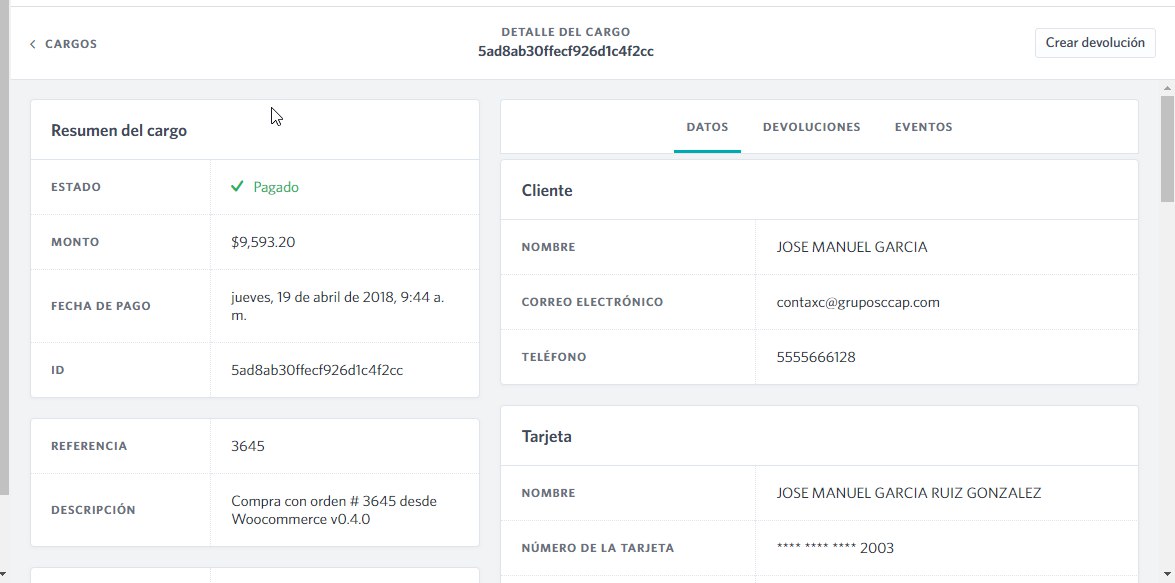 CARGOS
DETALLE DEL CARGO
5ad8ab30ffecf926d1c4f2cc
Crear devolución
Resumen del cargo
ESTADO
Pagado
MONTO
$9,593.20
FECHA DE PAGO
jueves, 19 de abril de 2018, 9:44 a.
m.
ID
5ad8ab30ffecf926d1c4f2cc
REFERENCIA
3645
DESCRIPCIÓN
Compra con orden # 3645 desde
Woocommerce v0.4.0
DATOS
DEVOLUCIONES
EVENTOS
Cliente
NOMBRE
JOSE MANUEL GARCIA
CORREO ELECTRÓNICO
contaxc@gruposccap.com
TELÉFONO
5555666128
Tarjeta
NOMBRE
JOSE MANUEL GARCIA RUIZ GONZALEZ
NÚMERO DE LA TARJETA
**** **** **** 2003